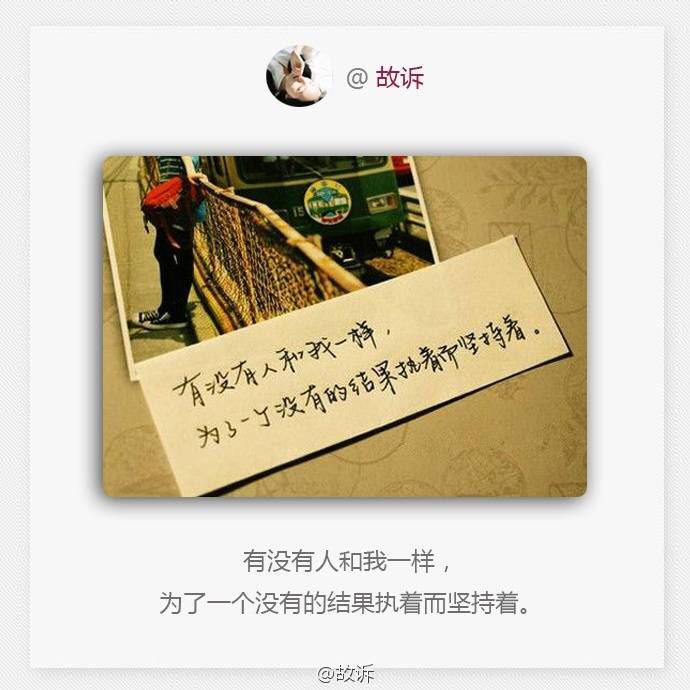 @ 故诉
15
有没有人和我一样，
为了一个没有的结果执着而坚持着。
有没有人和我一样，
为了一个没有的结果执着而坚持着。
@故诉